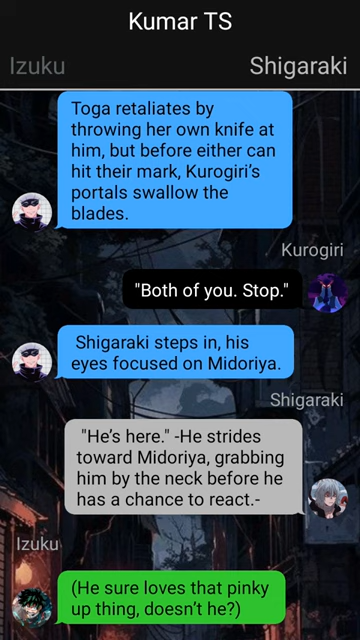 Kumar TS
Izuku
Shigaraki
Toga retaliates by
throwing her own knife at
him, but before either can
hit their mark, Kurogiri's
portals swallow the
blades.
Kurogiri
"Both of you. Stop."
Shigaraki steps in, his
eyes focused on Midoriya.
Shigaraki
"He's here." -He strides
toward Midoriya, grabbing
him by the neck before he
has a chance to react.-
Izuku
(He sure loves that pinky
up thing, doesn't he?)